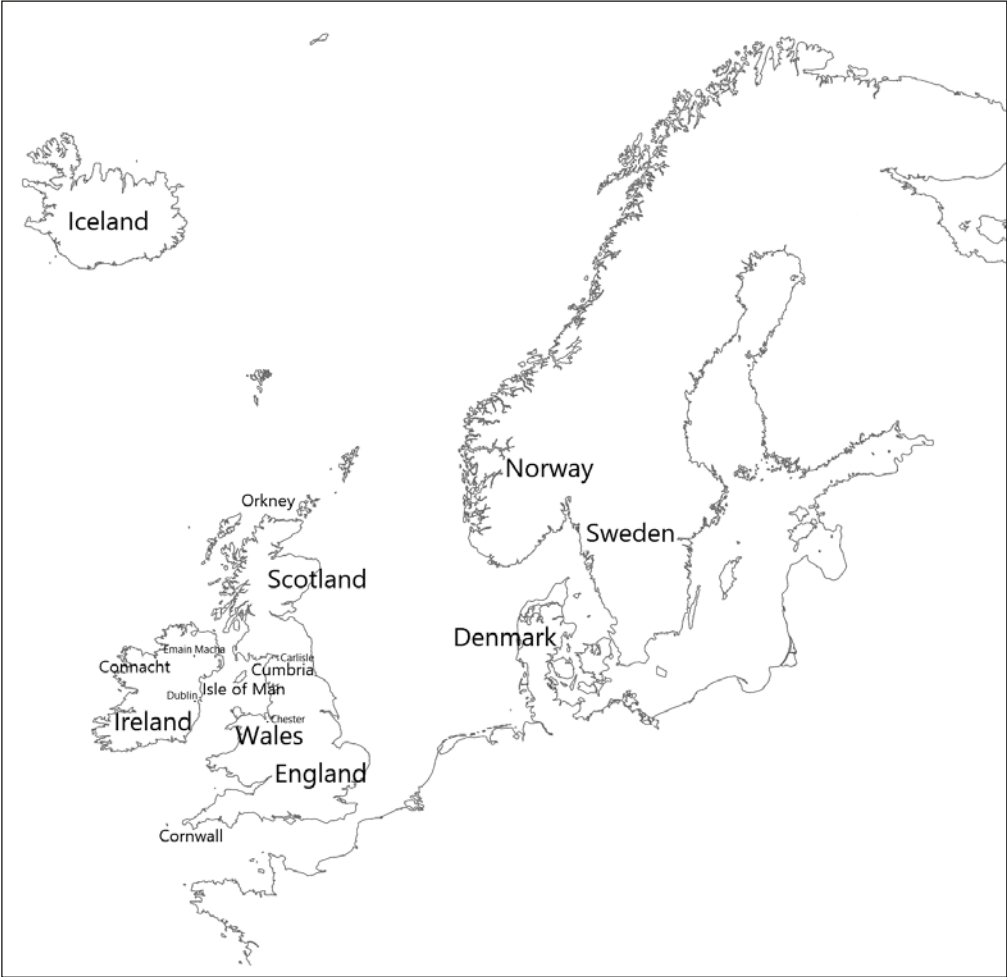 Iceland
Norway
Orkney
Sweden
Scotland
Denmark
Emain Macha
Carlisle
Connacht
Cumbria
Isle of Man
Dublin
Ireland
Chester
Wales
England
Cornwall